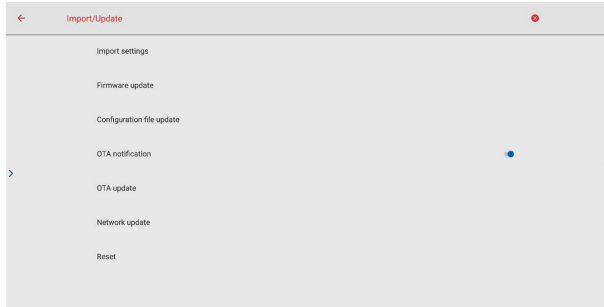 Import/Update
Import settings
Firmware update
Configuration file update
OTA notification
OTA update
Network update
Reset